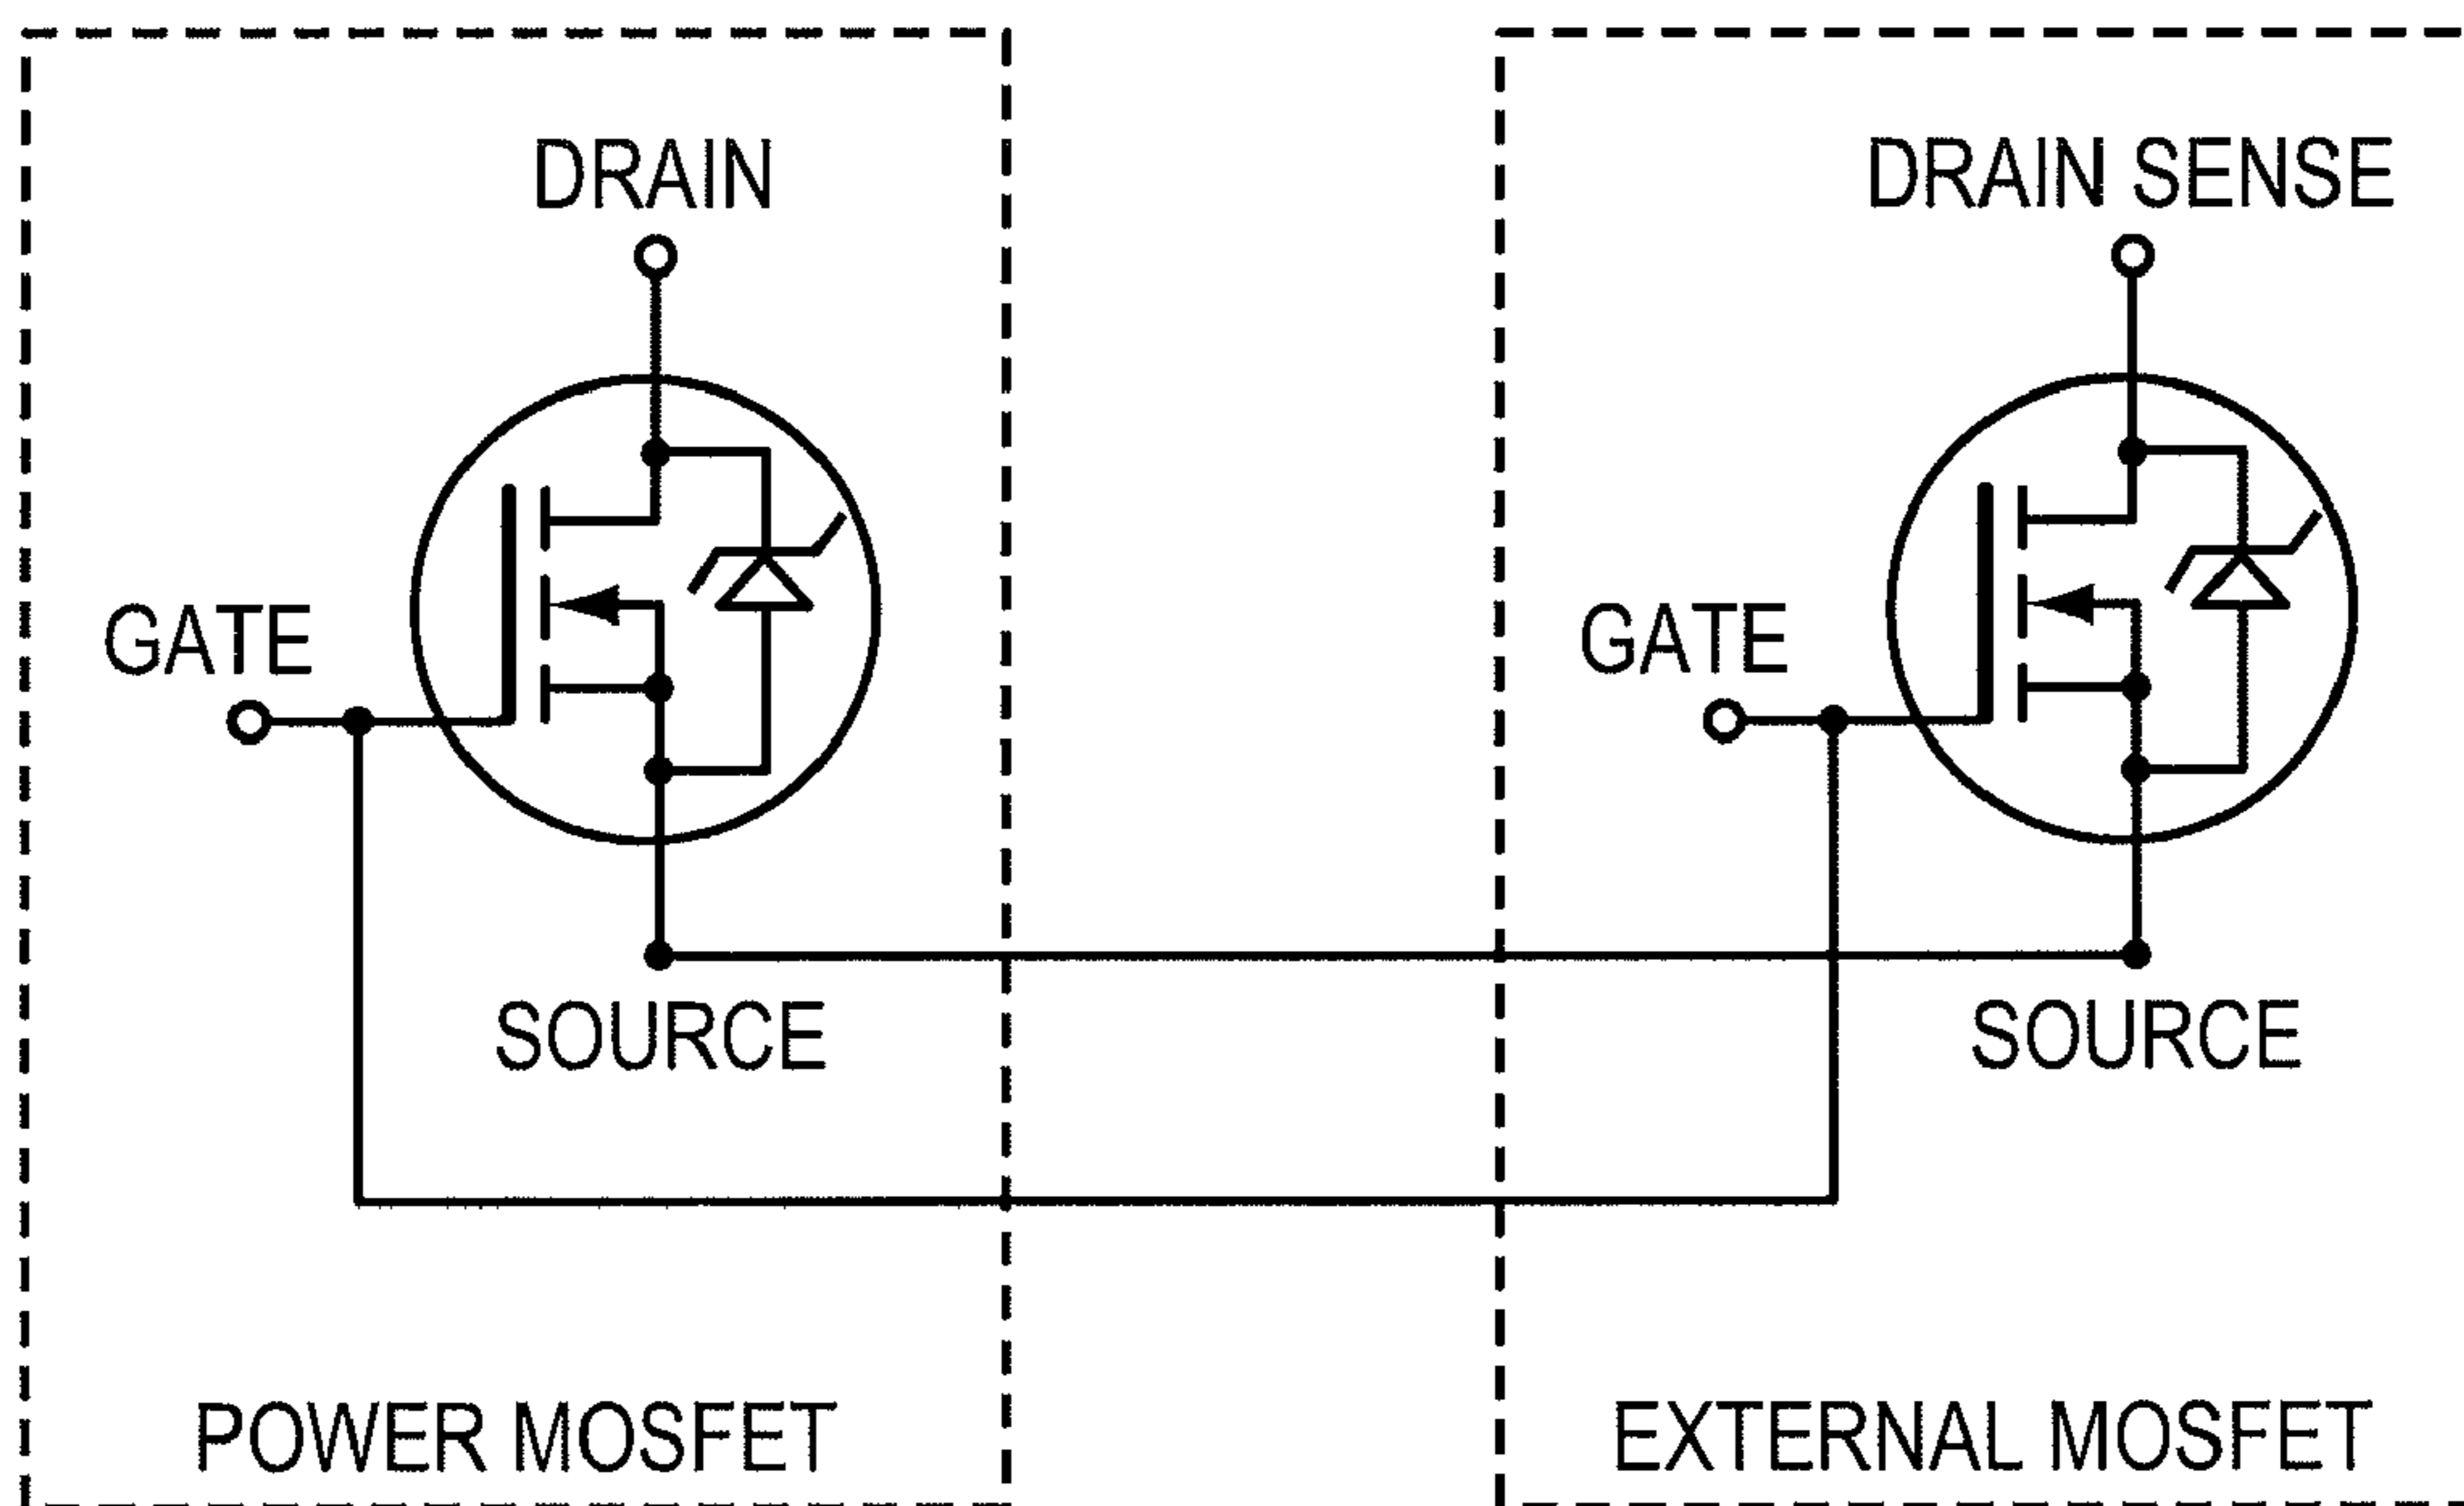 DRAIN
GATE
SOURCE
POWER MOSFET
DRAIN SENSE
GATE
SOURCE
EXTERNAL MOSFET